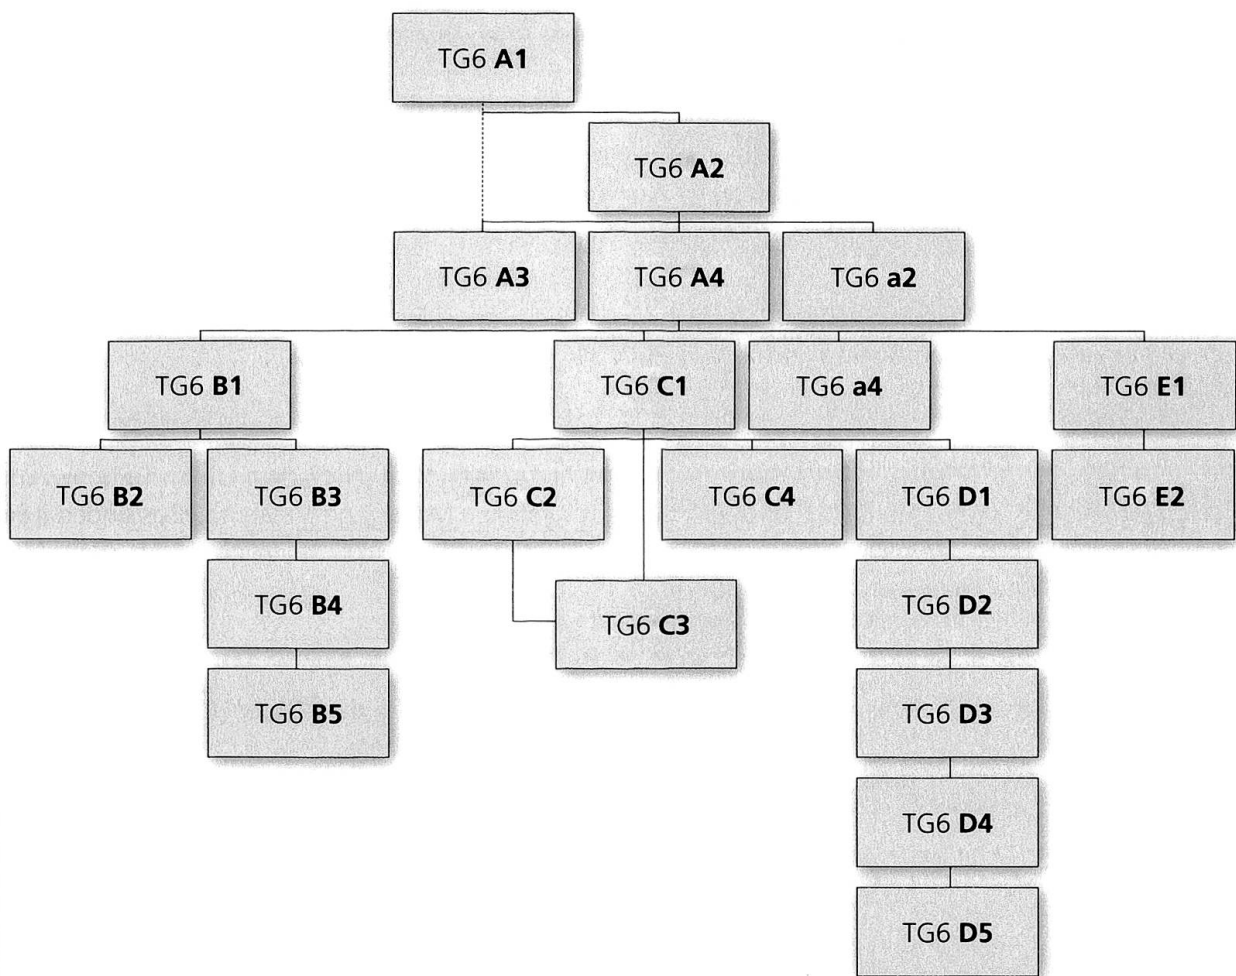 TG6 A1
TG6 A2
TG6 A3
TG6 A4
TG6 a2
TG6 B1
TG6 C1
TG6 a4
TG6 E1
TG6 B2
TG6 B3
TG6 C2
TG6 C4
TG6 D1
TG6 E2
TG6 B4
TG6 C3
TG6 D2
TG6 B5
TG6 D3
TG6 D4
TG6 D5